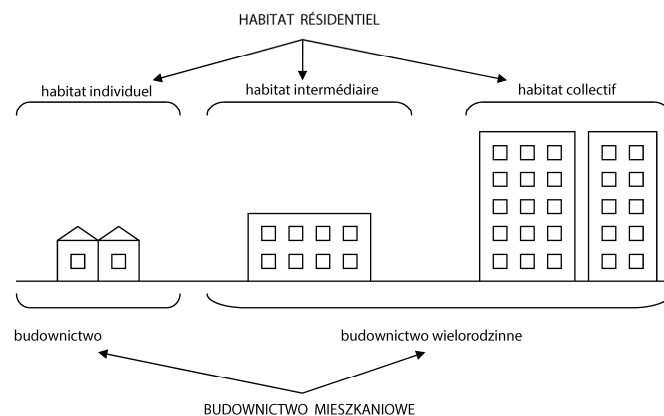 HABITAT RÉSIDENTIEL
habitat individuel
habitat intermédiaire
habitat collectif
budownictwo
budownictwo wielorodzinne
BUDOWNICTWO MIESZKANIOWE